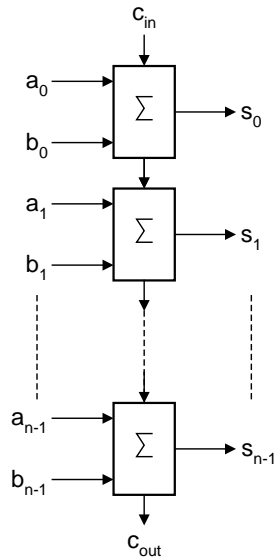 c_in
a_0
Σ
s_0
b_0
a_1
Σ
s_1
b_1
a_n-1
Σ
s_n-1
b_n-1
c_out